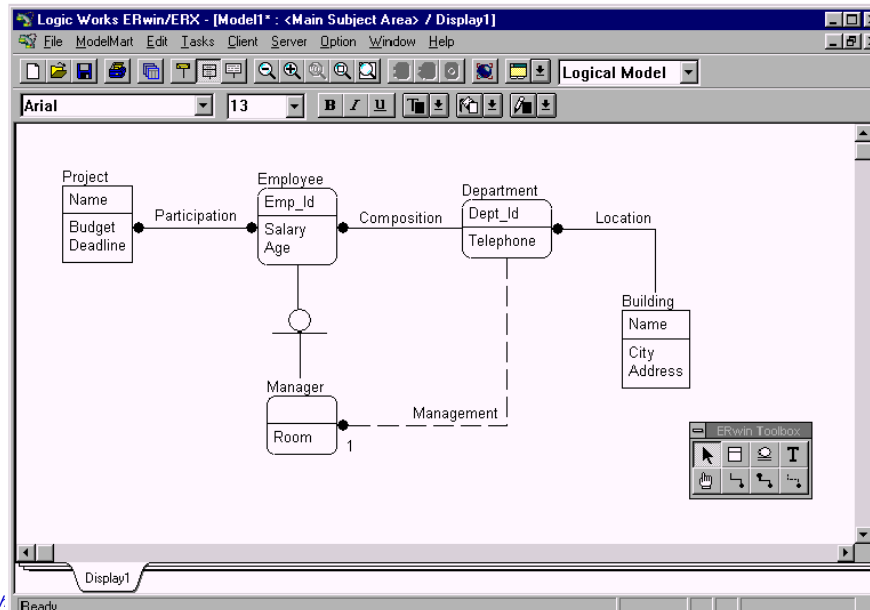 Logic Works ERwin/ERX - [Model1* : <Main Subject Area> / Display1]
File ModelMart Edit Tasks Client Server Option Window Help
Logical Model
Arial 13 B I U T
Project
Name
Budget
Deadline
Participation
Employee
Emp_Id
Salary
Age
Composition
Department
Dept_Id
Telephone
Location
Building
Name
City
Address
Manager
Room
Management
1
ERwin Toolbox
T
Display1
Ready